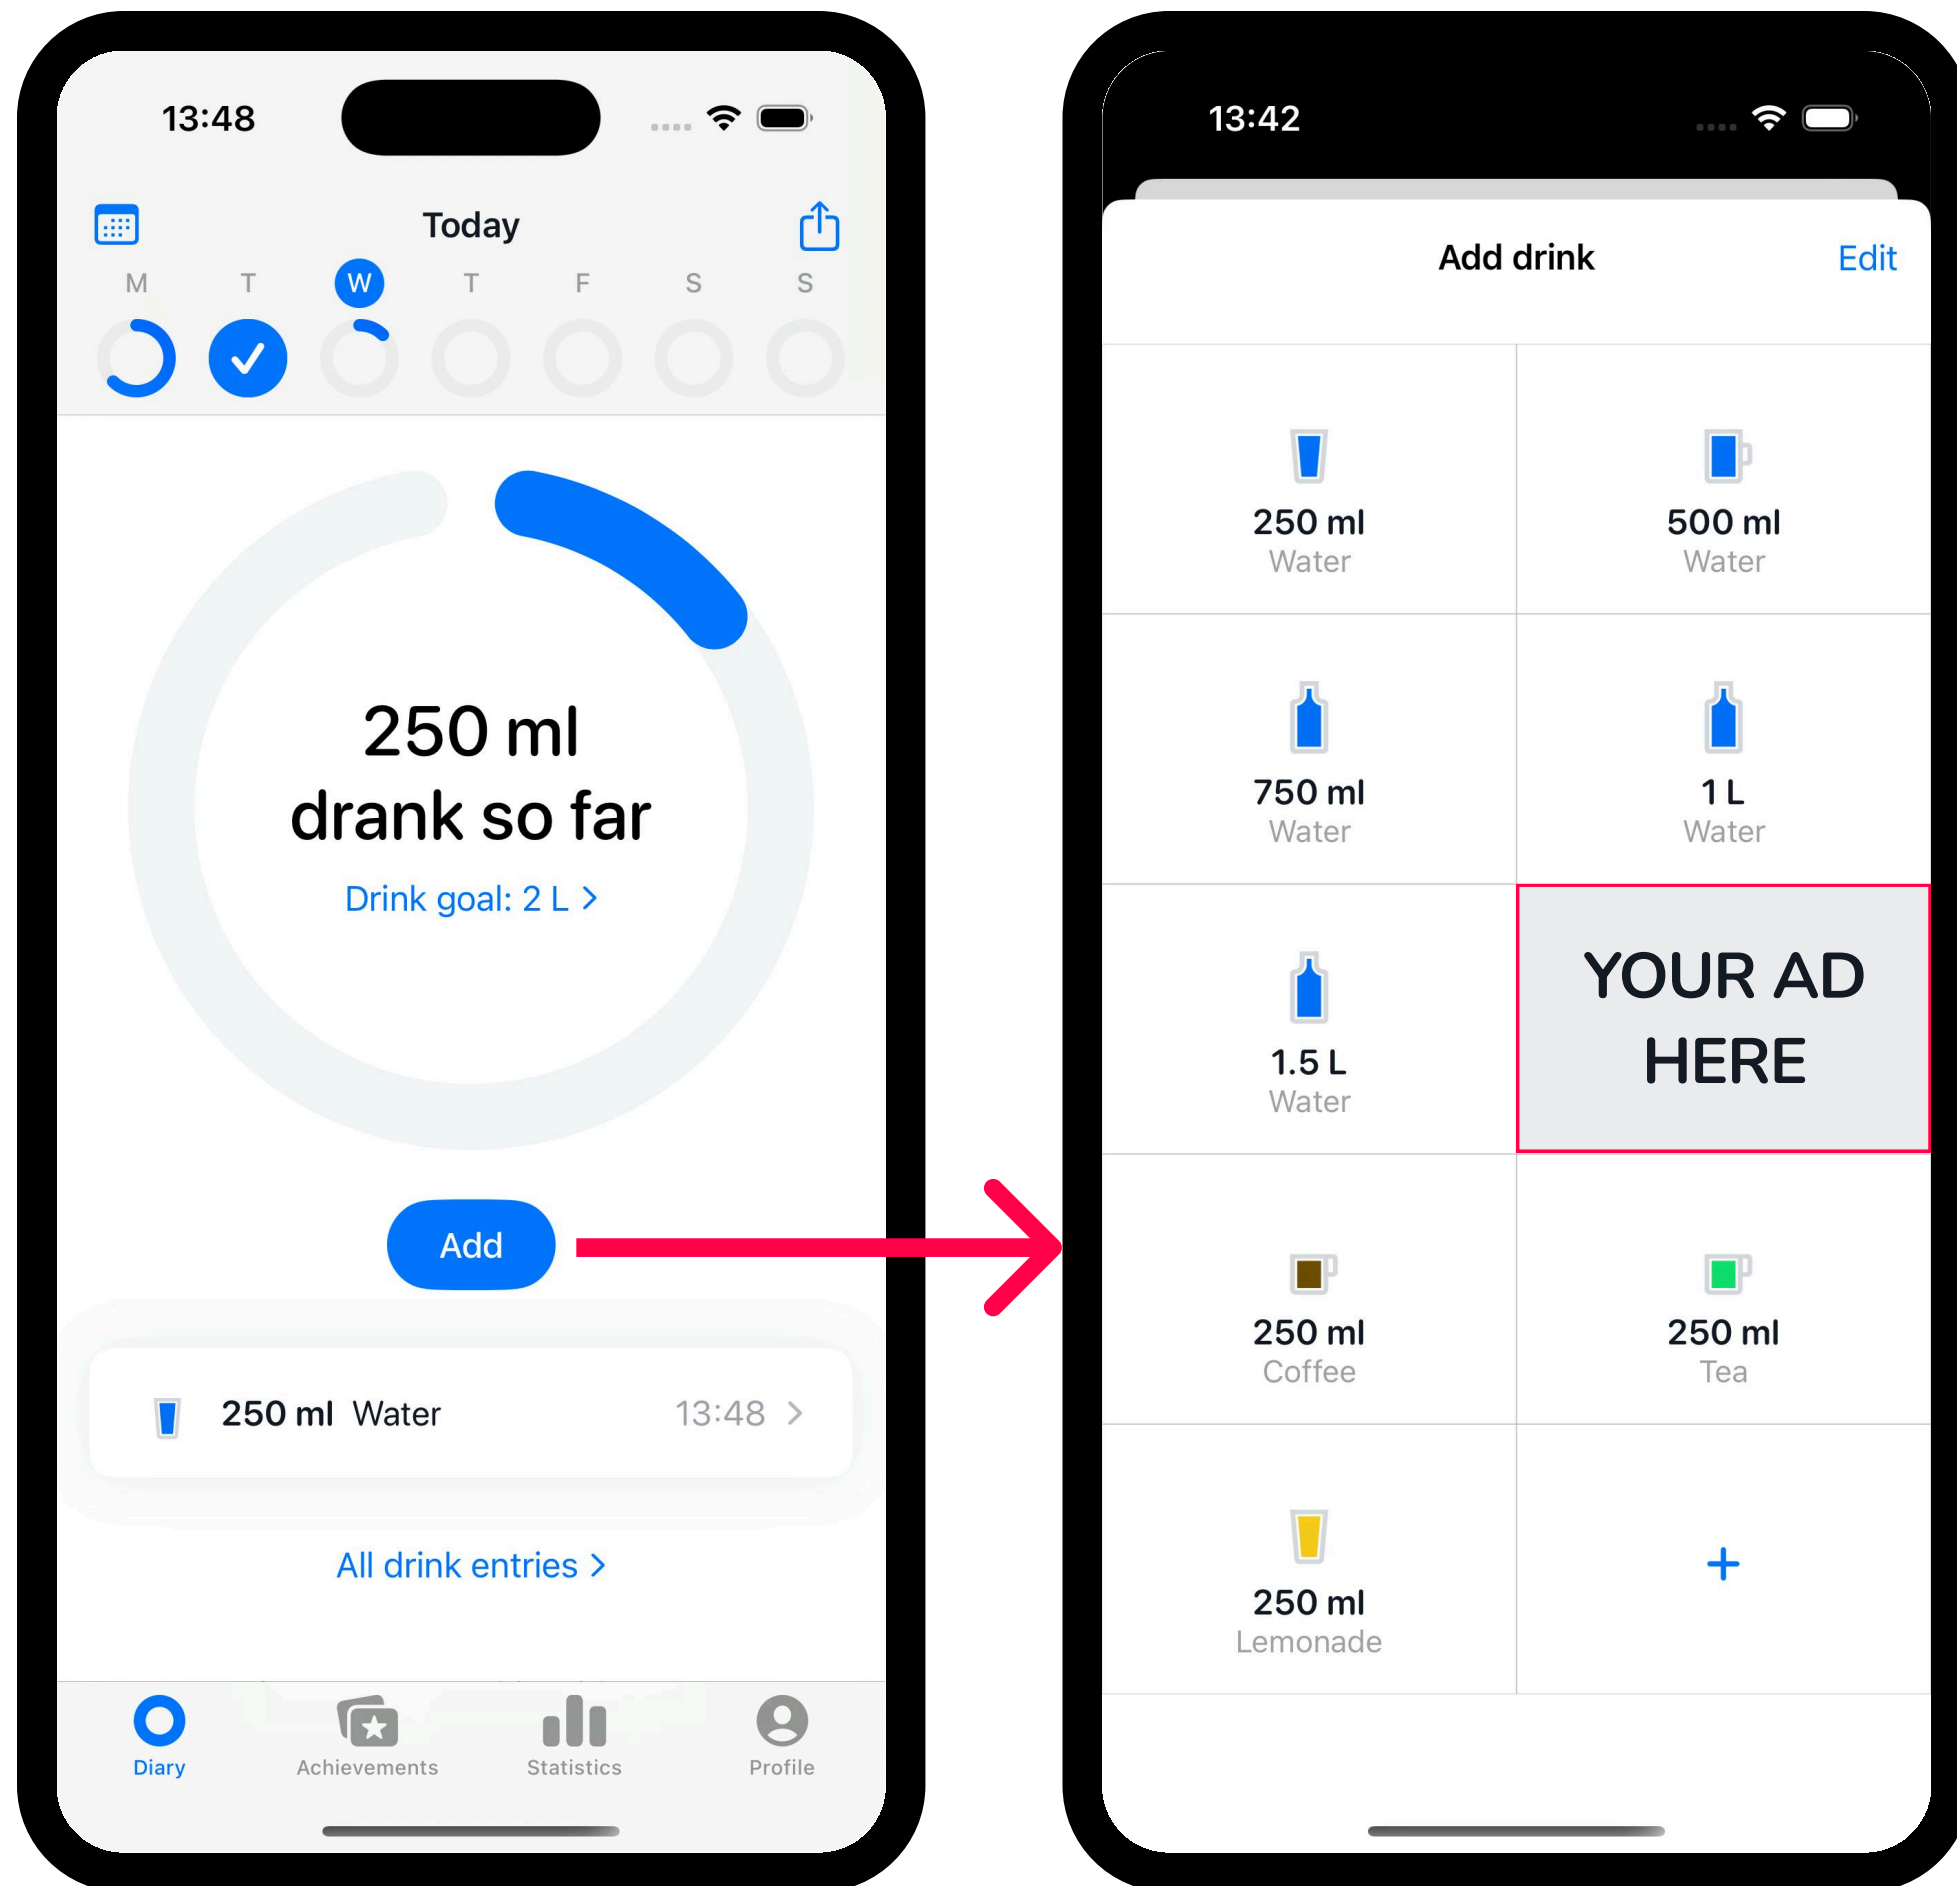 13:48
Today
M T W T F S S
250 ml
drank so far
Drink goal: 2 L >
Add
250 ml Water 13:48 >
All drink entries >
Diary Achievements Statistics Profile
13:42
Add drink Edit
250 ml
Water
500 ml
Water
750 ml
Water
1 L
Water
1.5 L
Water
YOUR AD
HERE
250 ml
Coffee
250 ml
Tea
250 ml
Lemonade
+